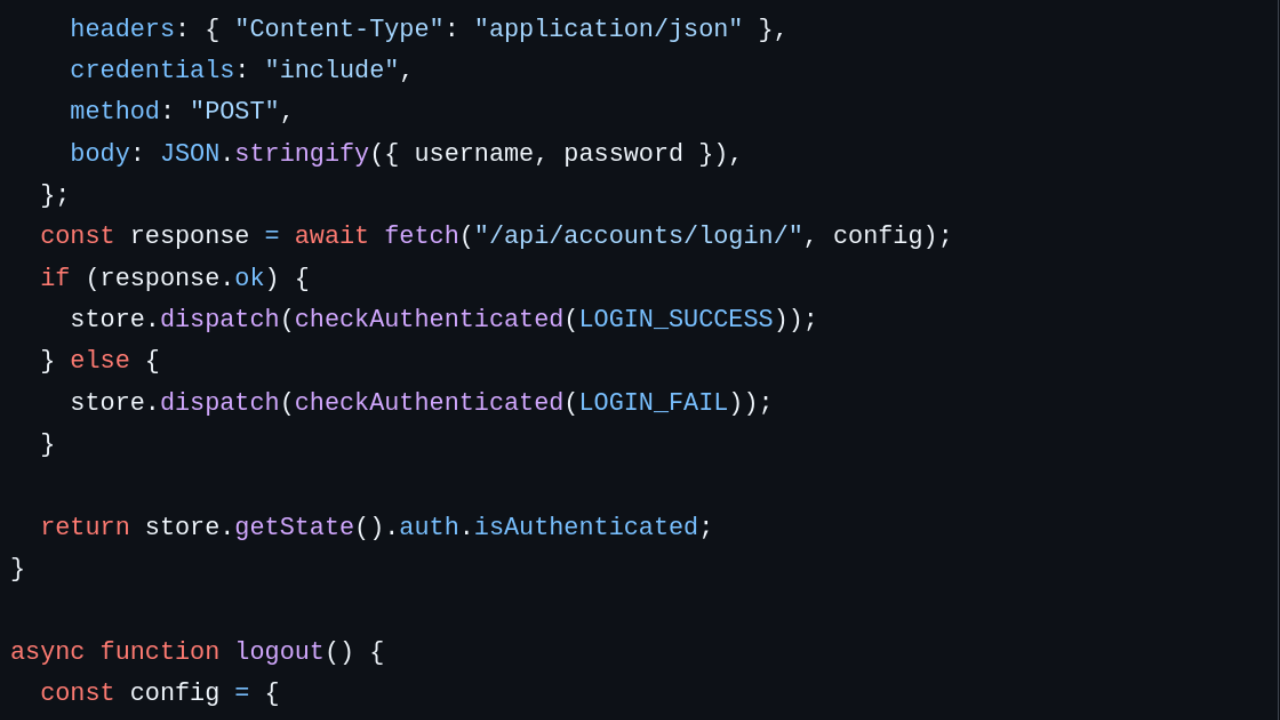 headers: { "Content-Type": "application/json" },
    credentials: "include",
    method: "POST",
    body: JSON.stringify({ username, password }),
  };
  const response = await fetch("/api/accounts/login/", config);
  if (response.ok) {
    store.dispatch(checkAuthenticated(LOGIN_SUCCESS));
  } else {
    store.dispatch(checkAuthenticated(LOGIN_FAIL));
  }

  return store.getState().auth.isAuthenticated;
}

async function logout() {
  const config = {